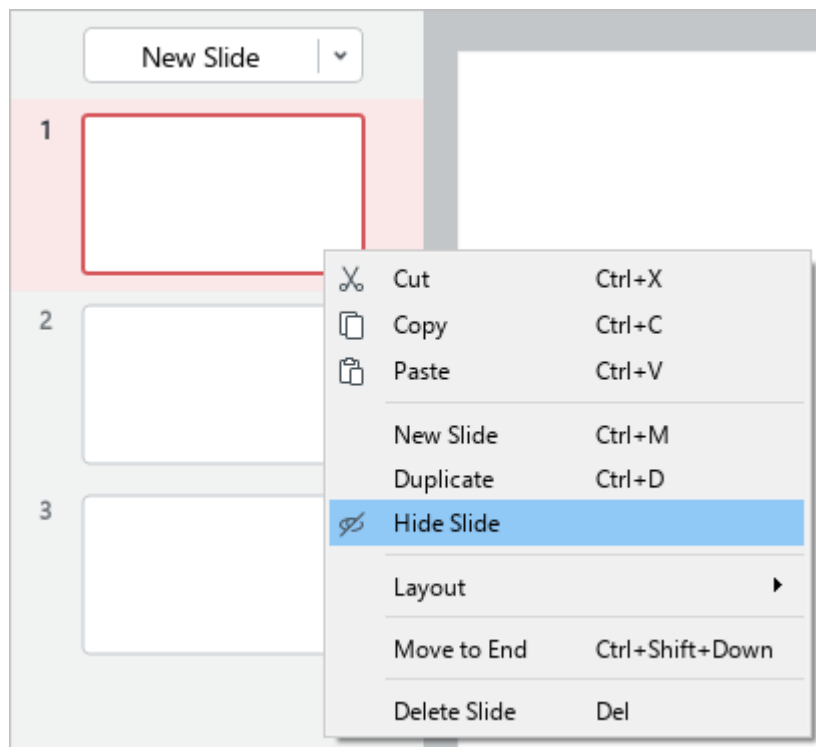 New Slide
1
2
3
Cut Ctrl+X
Copy Ctrl+C
Paste Ctrl+V
New Slide Ctrl+M
Duplicate Ctrl+D
Hide Slide
Layout
Move to End Ctrl+Shift+Down
Delete Slide Del